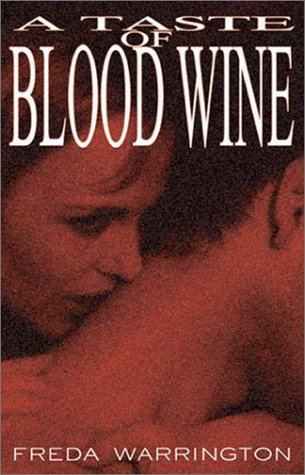 A TASTE
OF
BLOOD WINE
FREDA WARRINGTON